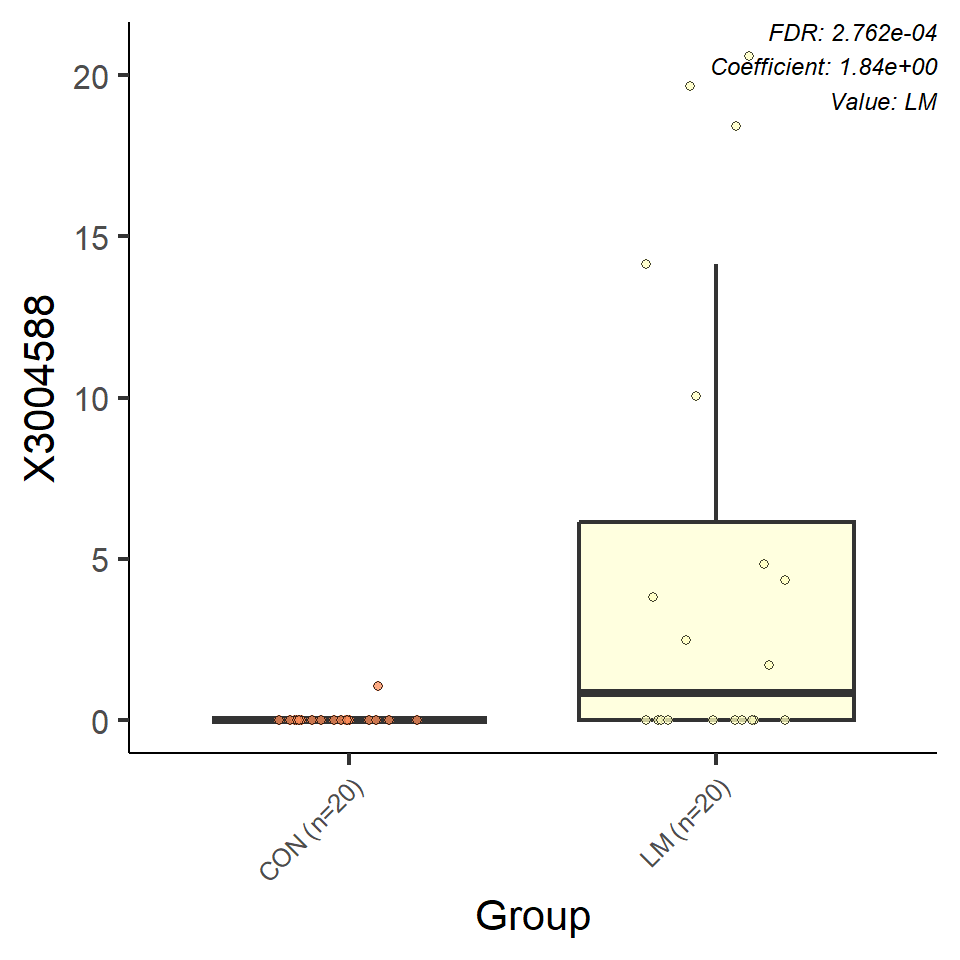 FDR: 2.762e-04
Coefficient: 1.84e+00
Value: LM
20
15
10
5
0
X3004588
CON (n=20)
LM (n=20)
Group